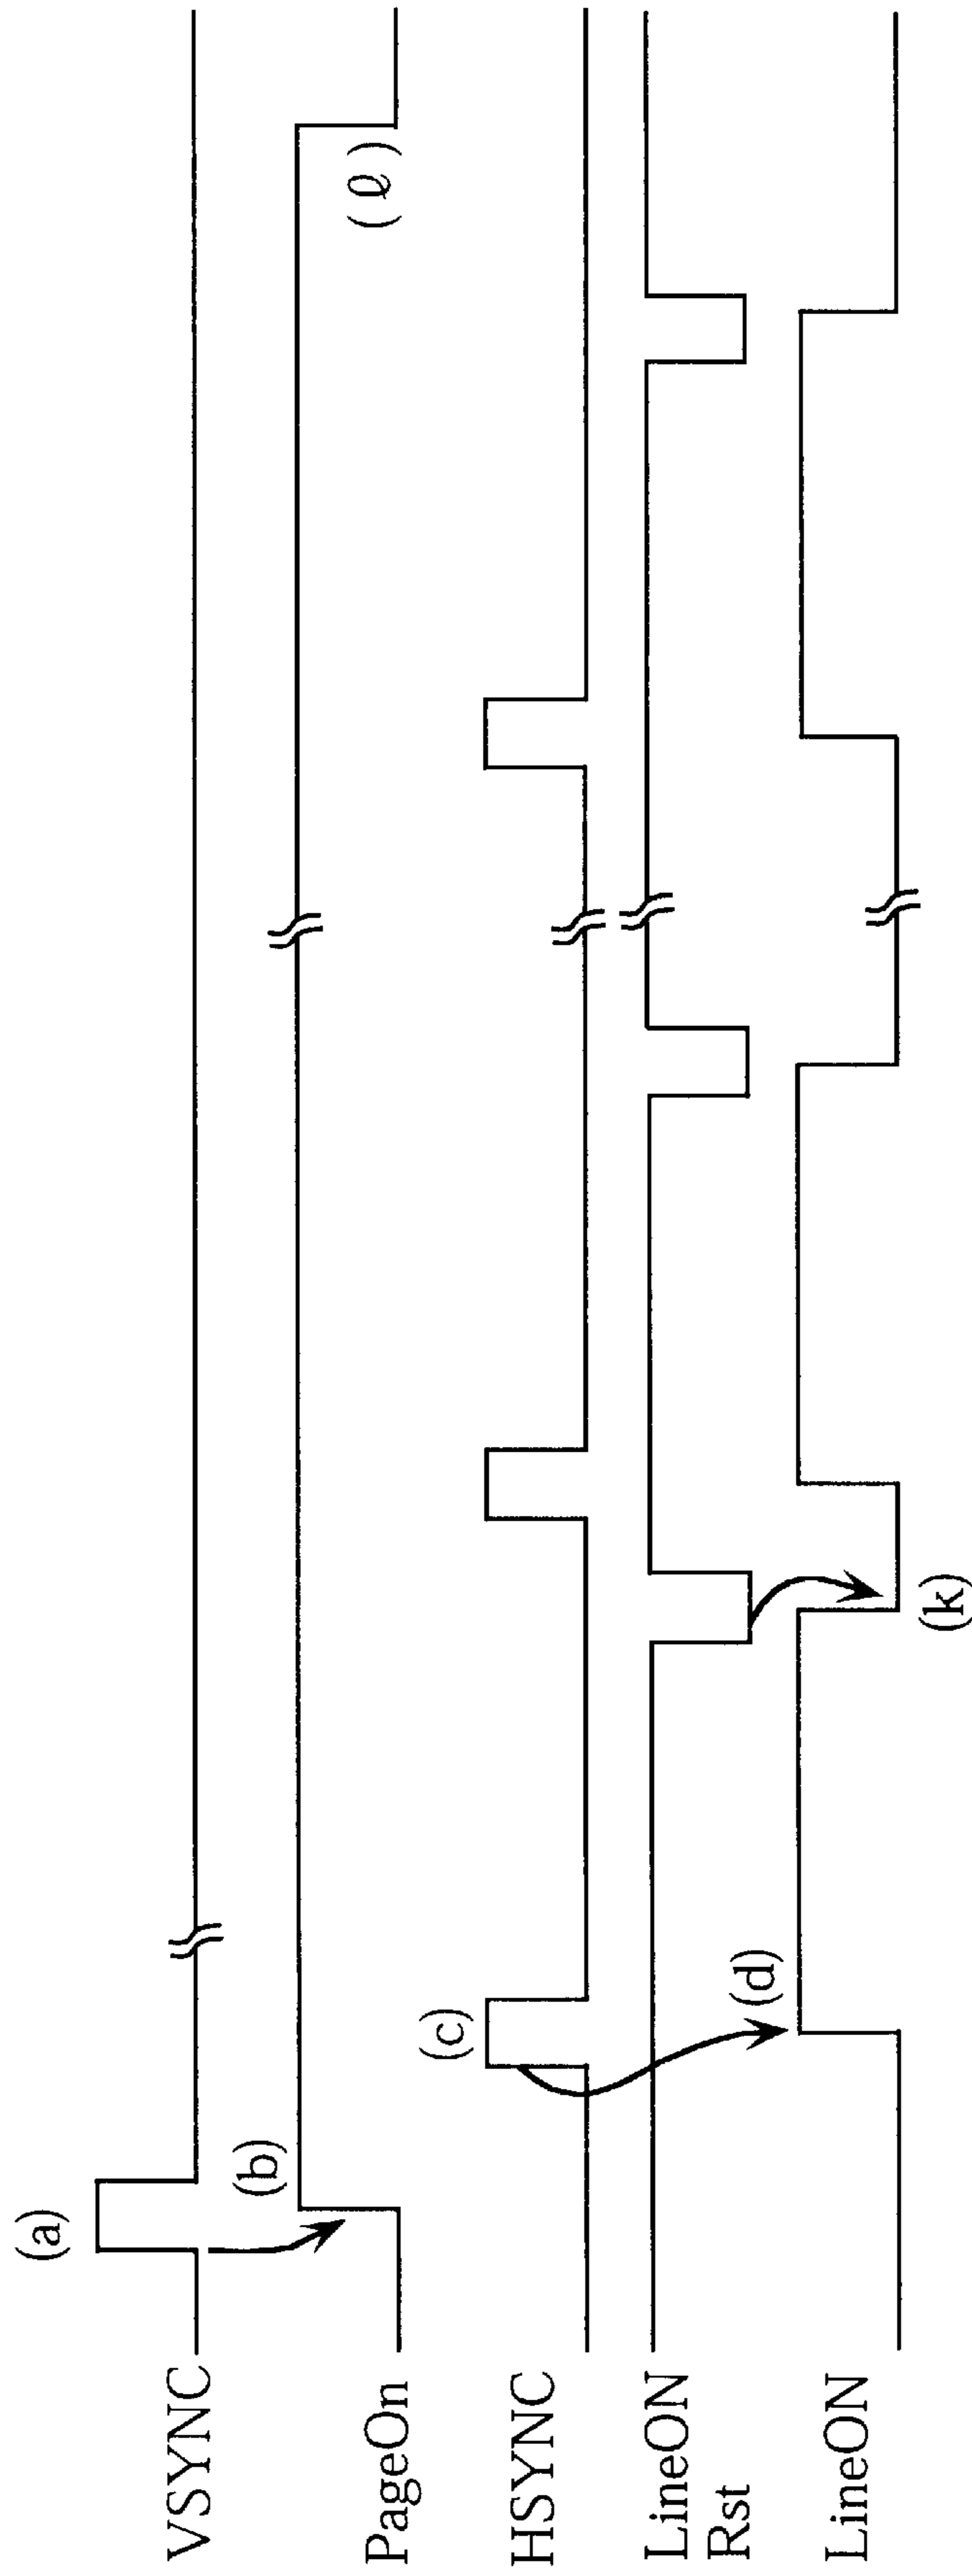 (a)
VSYNC
(b)
PageOn
(ℓ)
(c)
HSYNC
LineON
Rst
(d)
LineON
(k)